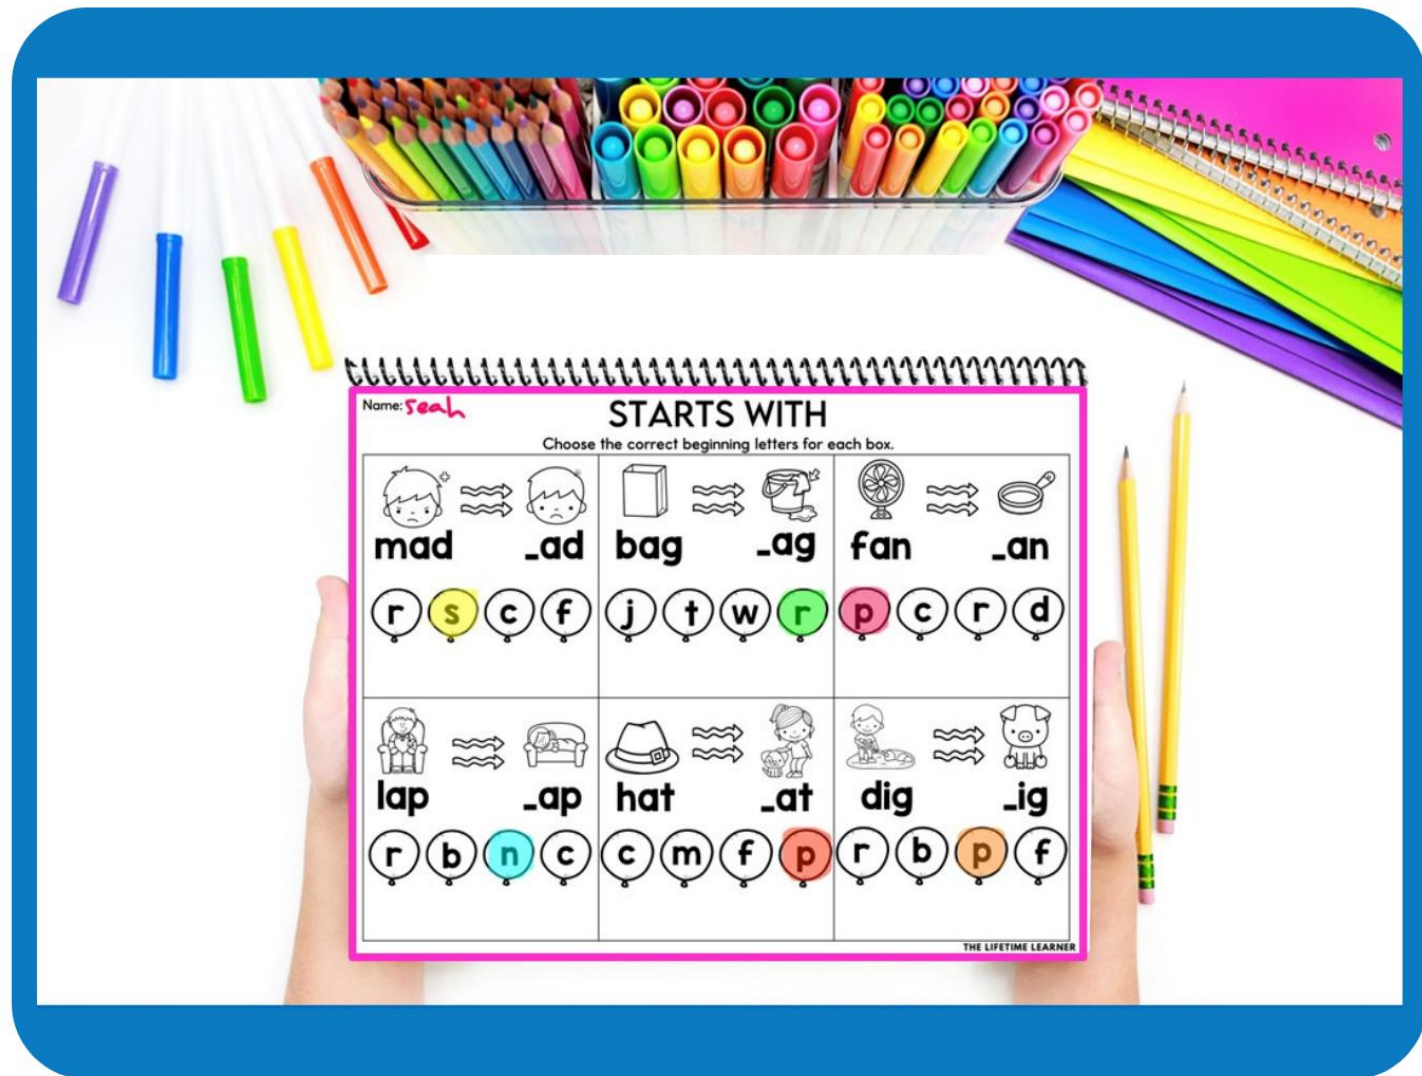 Name: Seah
STARTS WITH
Choose the correct beginning letters for each box.
mad _ad
r s c f
bag _ag
j t w r
fan _an
p c r d
lap _ap
r b n c
hat _at
c m f p
dig _ig
r b p f
THE LIFETIME LEARNER